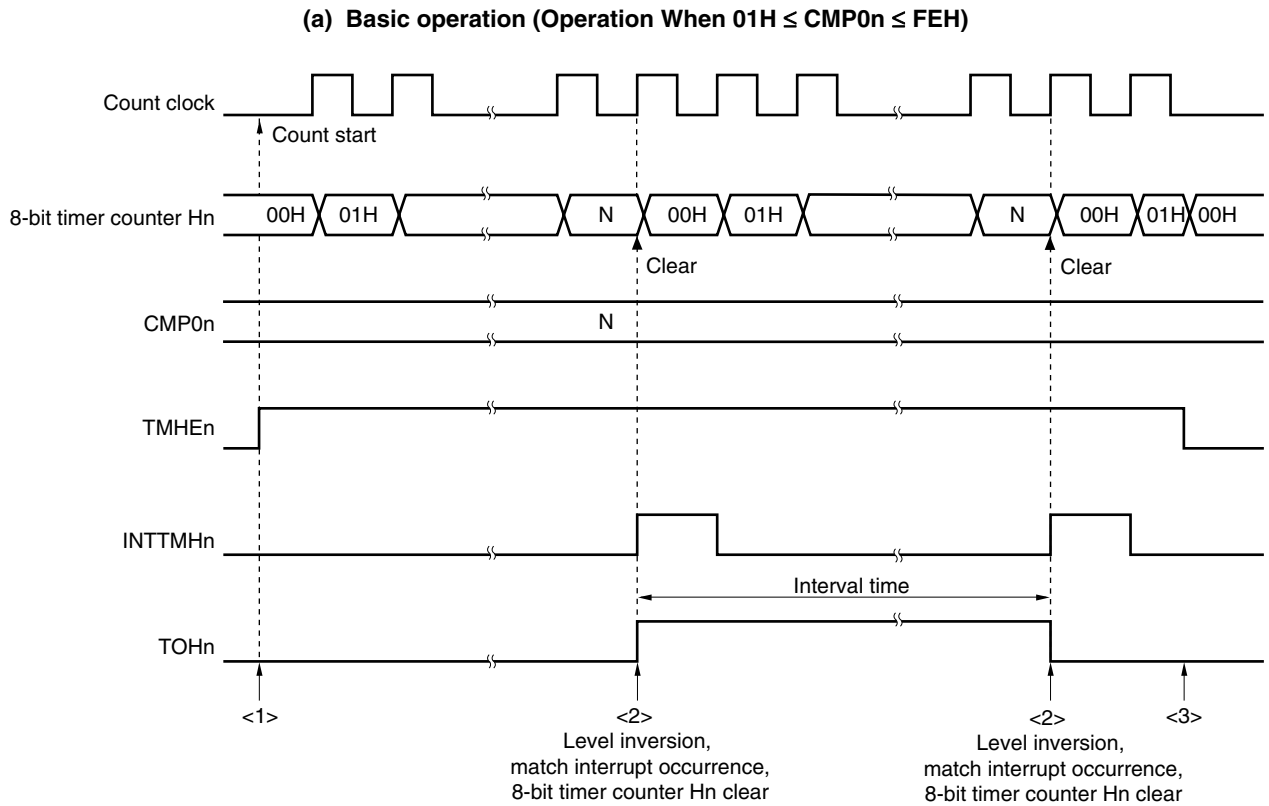 (a) Basic operation (Operation When 01H ≤ CMP0n ≤ FEH)
Count clock
Count start
8-bit timer counter Hn
00H 01H N 00H 01H N 00H 01H 00H
Clear Clear
CMP0n N
TMHEn
INTTMHn
Interval time
TOHn
<1> <2> <2> <3>
Level inversion,
match interrupt occurrence,
8-bit timer counter Hn clear
Level inversion,
match interrupt occurrence,
8-bit timer counter Hn clear